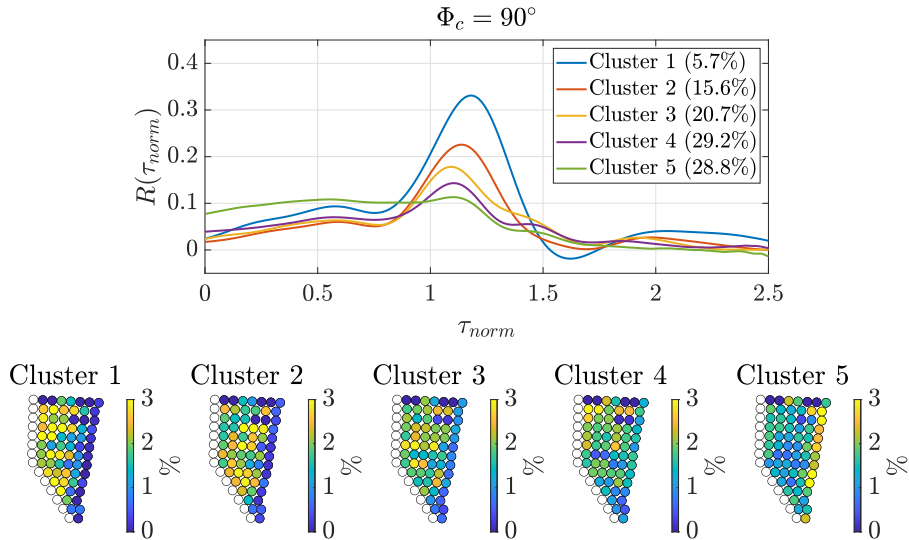 Φc = 90°
R(τnorm)
0.4
0.3
0.2
0.1
0
Cluster 1 (5.7%)
Cluster 2 (15.6%)
Cluster 3 (20.7%)
Cluster 4 (29.2%)
Cluster 5 (28.8%)
0 0.5 1 1.5 2 2.5
τnorm
Cluster 1
3
2
1
0
%
Cluster 2
3
2
1
0
%
Cluster 3
3
2
1
0
%
Cluster 4
3
2
1
0
%
Cluster 5
3
2
1
0
%